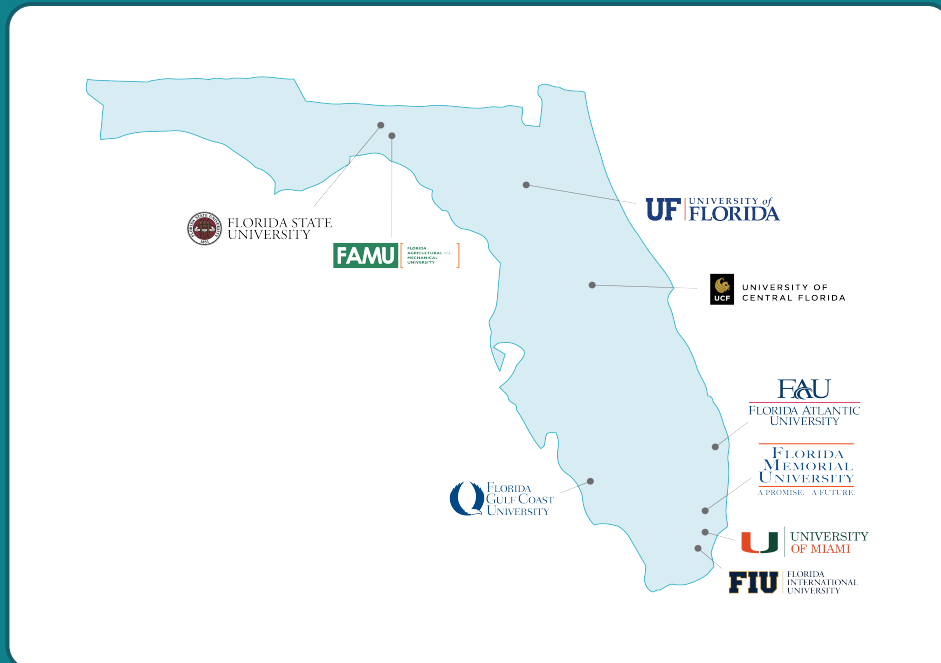 FLORIDA STATE
UNIVERSITY
FAMU
FLORIDA
AGRICULTURAL AND
MECHANICAL
UNIVERSITY
UF
UNIVERSITY of
FLORIDA
UCF
UNIVERSITY OF
CENTRAL FLORIDA
FAU
FLORIDA ATLANTIC
UNIVERSITY
FLORIDA
MEMORIAL
UNIVERSITY
A PROMISE. A FUTURE.
FLORIDA
GULF COAST
UNIVERSITY
UNIVERSITY
OF MIAMI
FIU
FLORIDA
INTERNATIONAL
UNIVERSITY